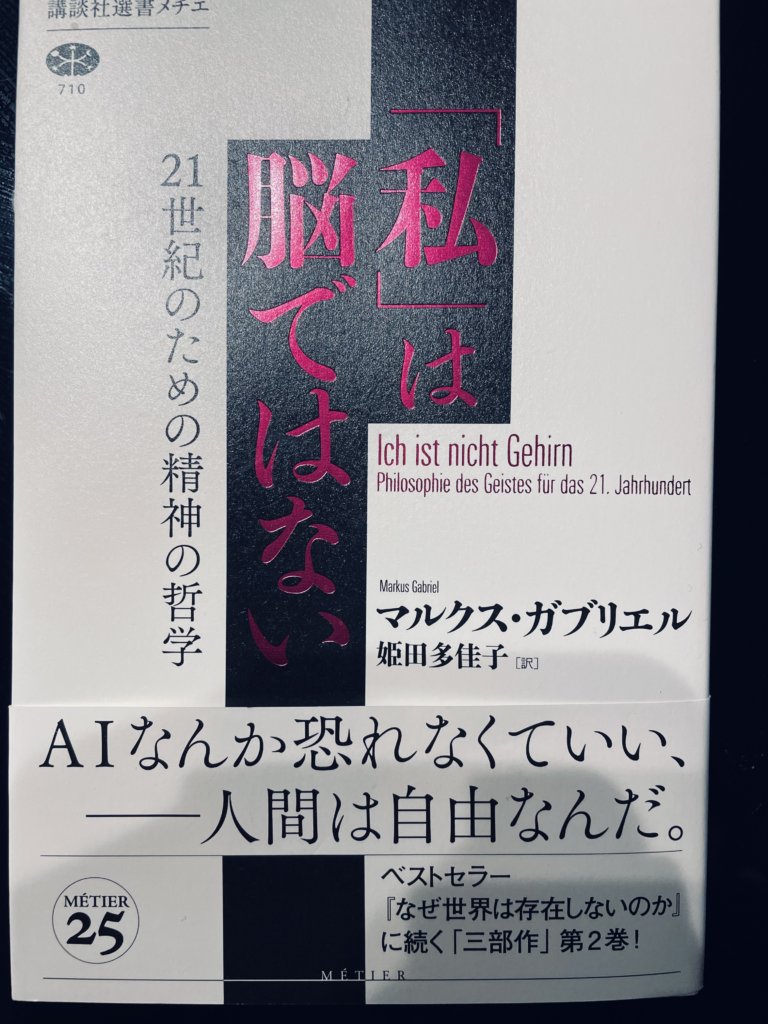 講談社選書メチエ
710
「私」は
脳ではない
21世紀のための精神の哲学
Ich ist nicht Gehirn
Philosophie des Geistes für das 21. Jahrhundert
Markus Gabriel
マルクス・ガブリエル
姫田多佳子［訳］
AIなんか恐れなくていい、
――人間は自由なんだ。
MÉTIER
25
ベストセラー
『なぜ世界は存在しないのか』
に続く「三部作」第2巻！
MÉTIER